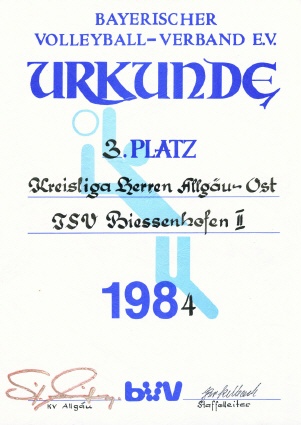 BAYERISCHER
VOLLEYBALL-VERBAND E.V.
URKUNDE
3. PLATZ
Kreisliga Herren Allgäu-Ost
TSV Biessenhofen II
1984
bvv
KV Allgäu
Staffelleiter